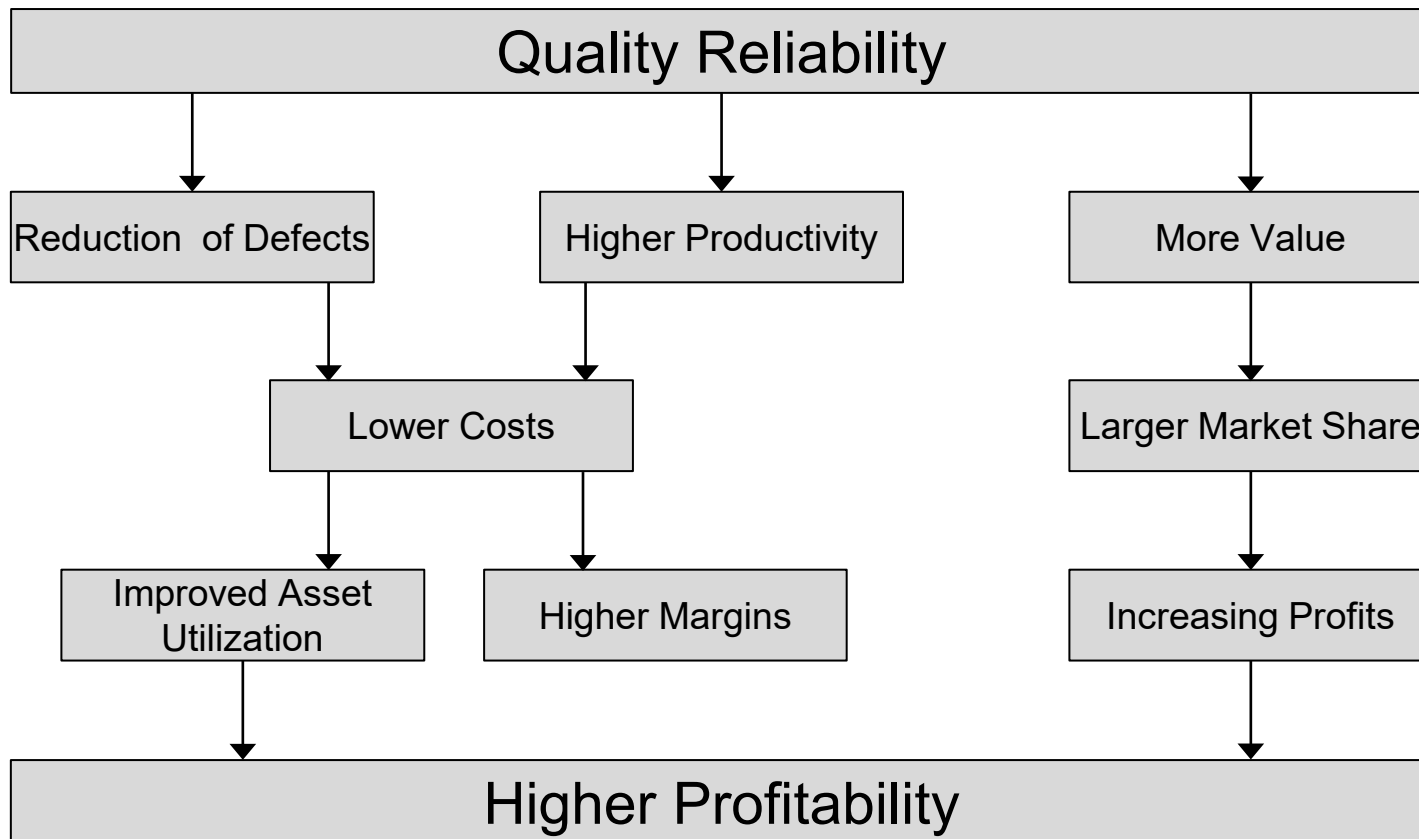 Quality Reliability
Reduction of Defects
Higher Productivity
More Value
Lower Costs
Larger Market Share
Improved Asset
Utilization
Higher Margins
Increasing Profits
Higher Profitability